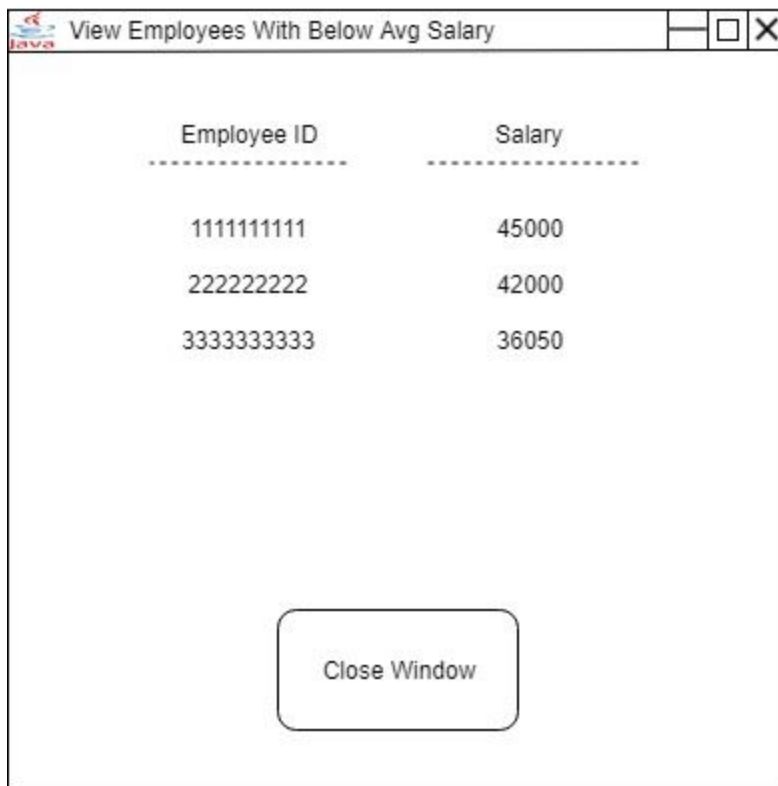 Java View Employees With Below Avg Salary
Employee ID Salary
1111111111 45000
222222222 42000
3333333333 36050
Close Window